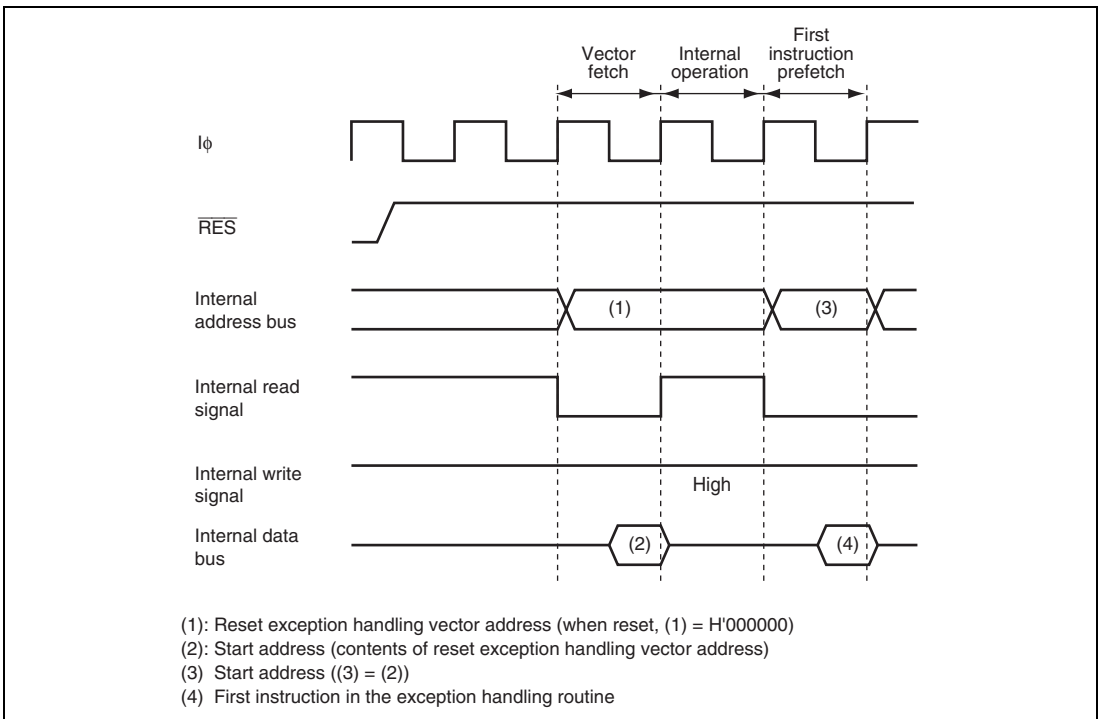 First
Vector Internal instruction
fetch operation prefetch
Iϕ
RES
Internal
address bus (1) (3)
Internal read
signal
Internal write
signal High
Internal data
bus (2) (4)
(1): Reset exception handling vector address (when reset, (1) = H'000000)
(2): Start address (contents of reset exception handling vector address)
(3) Start address ((3) = (2))
(4) First instruction in the exception handling routine